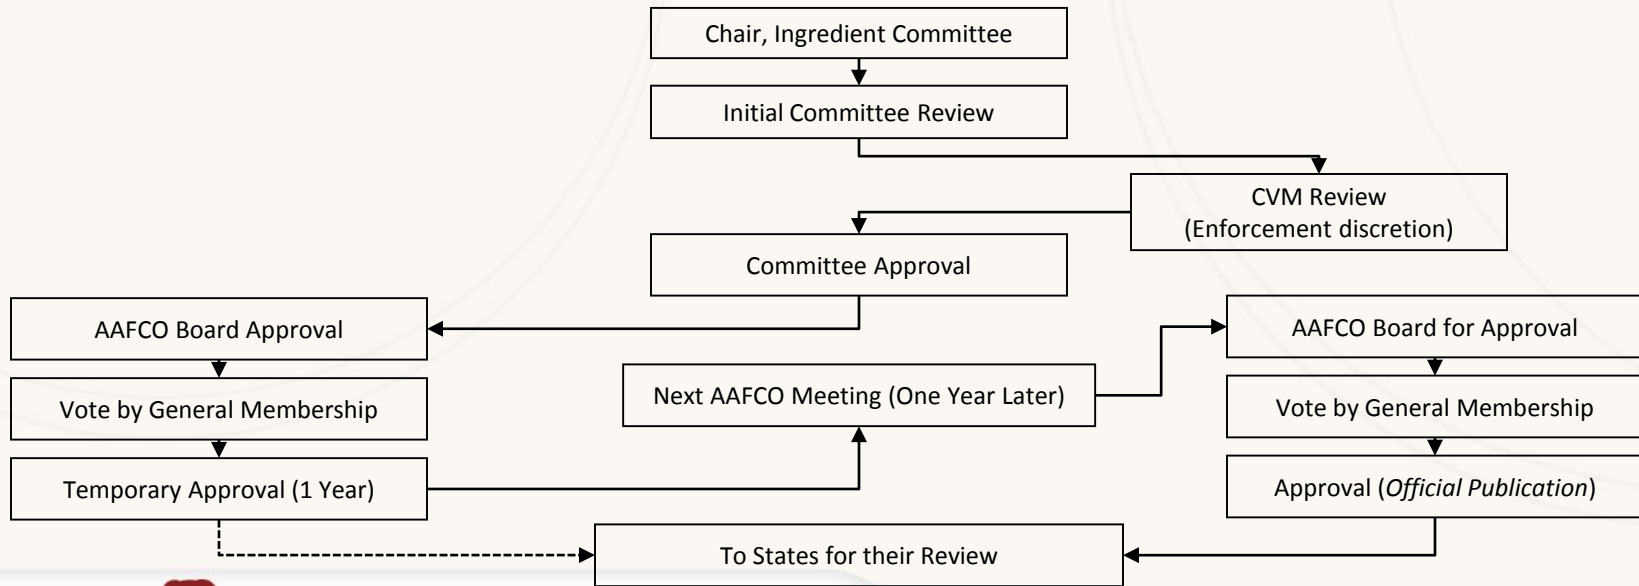 Chair, Ingredient Committee
Initial Committee Review
CVM Review
(Enforcement discretion)
Committee Approval
AAFCO Board Approval
Vote by General Membership
Temporary Approval (1 Year)
Next AAFCO Meeting (One Year Later)
AAFCO Board for Approval
Vote by General Membership
Approval (Official Publication)
To States for their Review